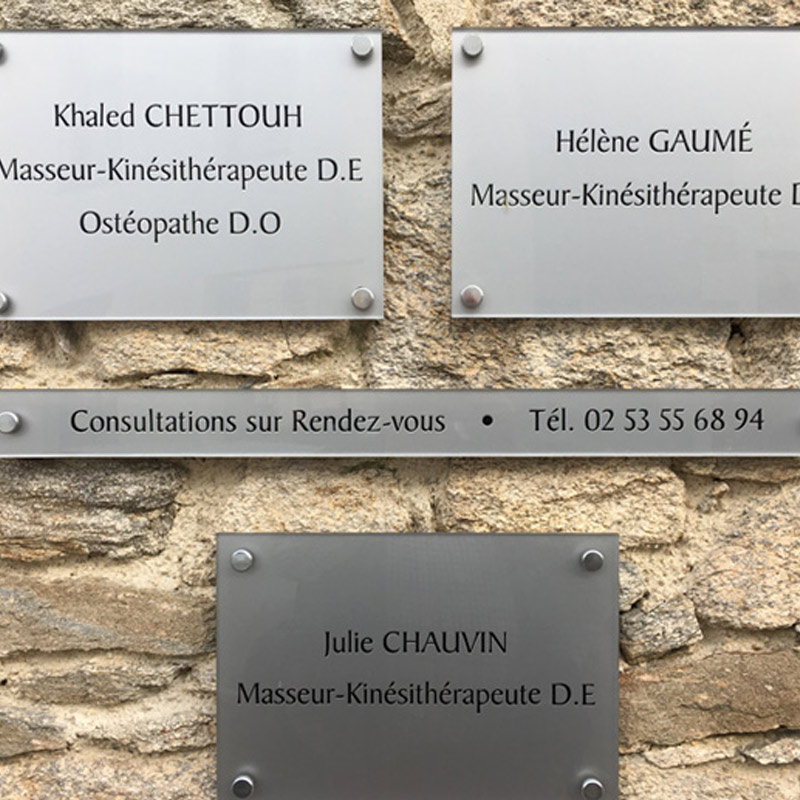 Khaled CHETTOUH
Masseur-Kinésithérapeute D.E
Ostéopathe D.O
Hélène GAUMÉ
Masseur-Kinésithérapeute
Consultations sur Rendez-vous • Tél. 02 53 55 68 94
Julie CHAUVIN
Masseur-Kinésithérapeute D.E